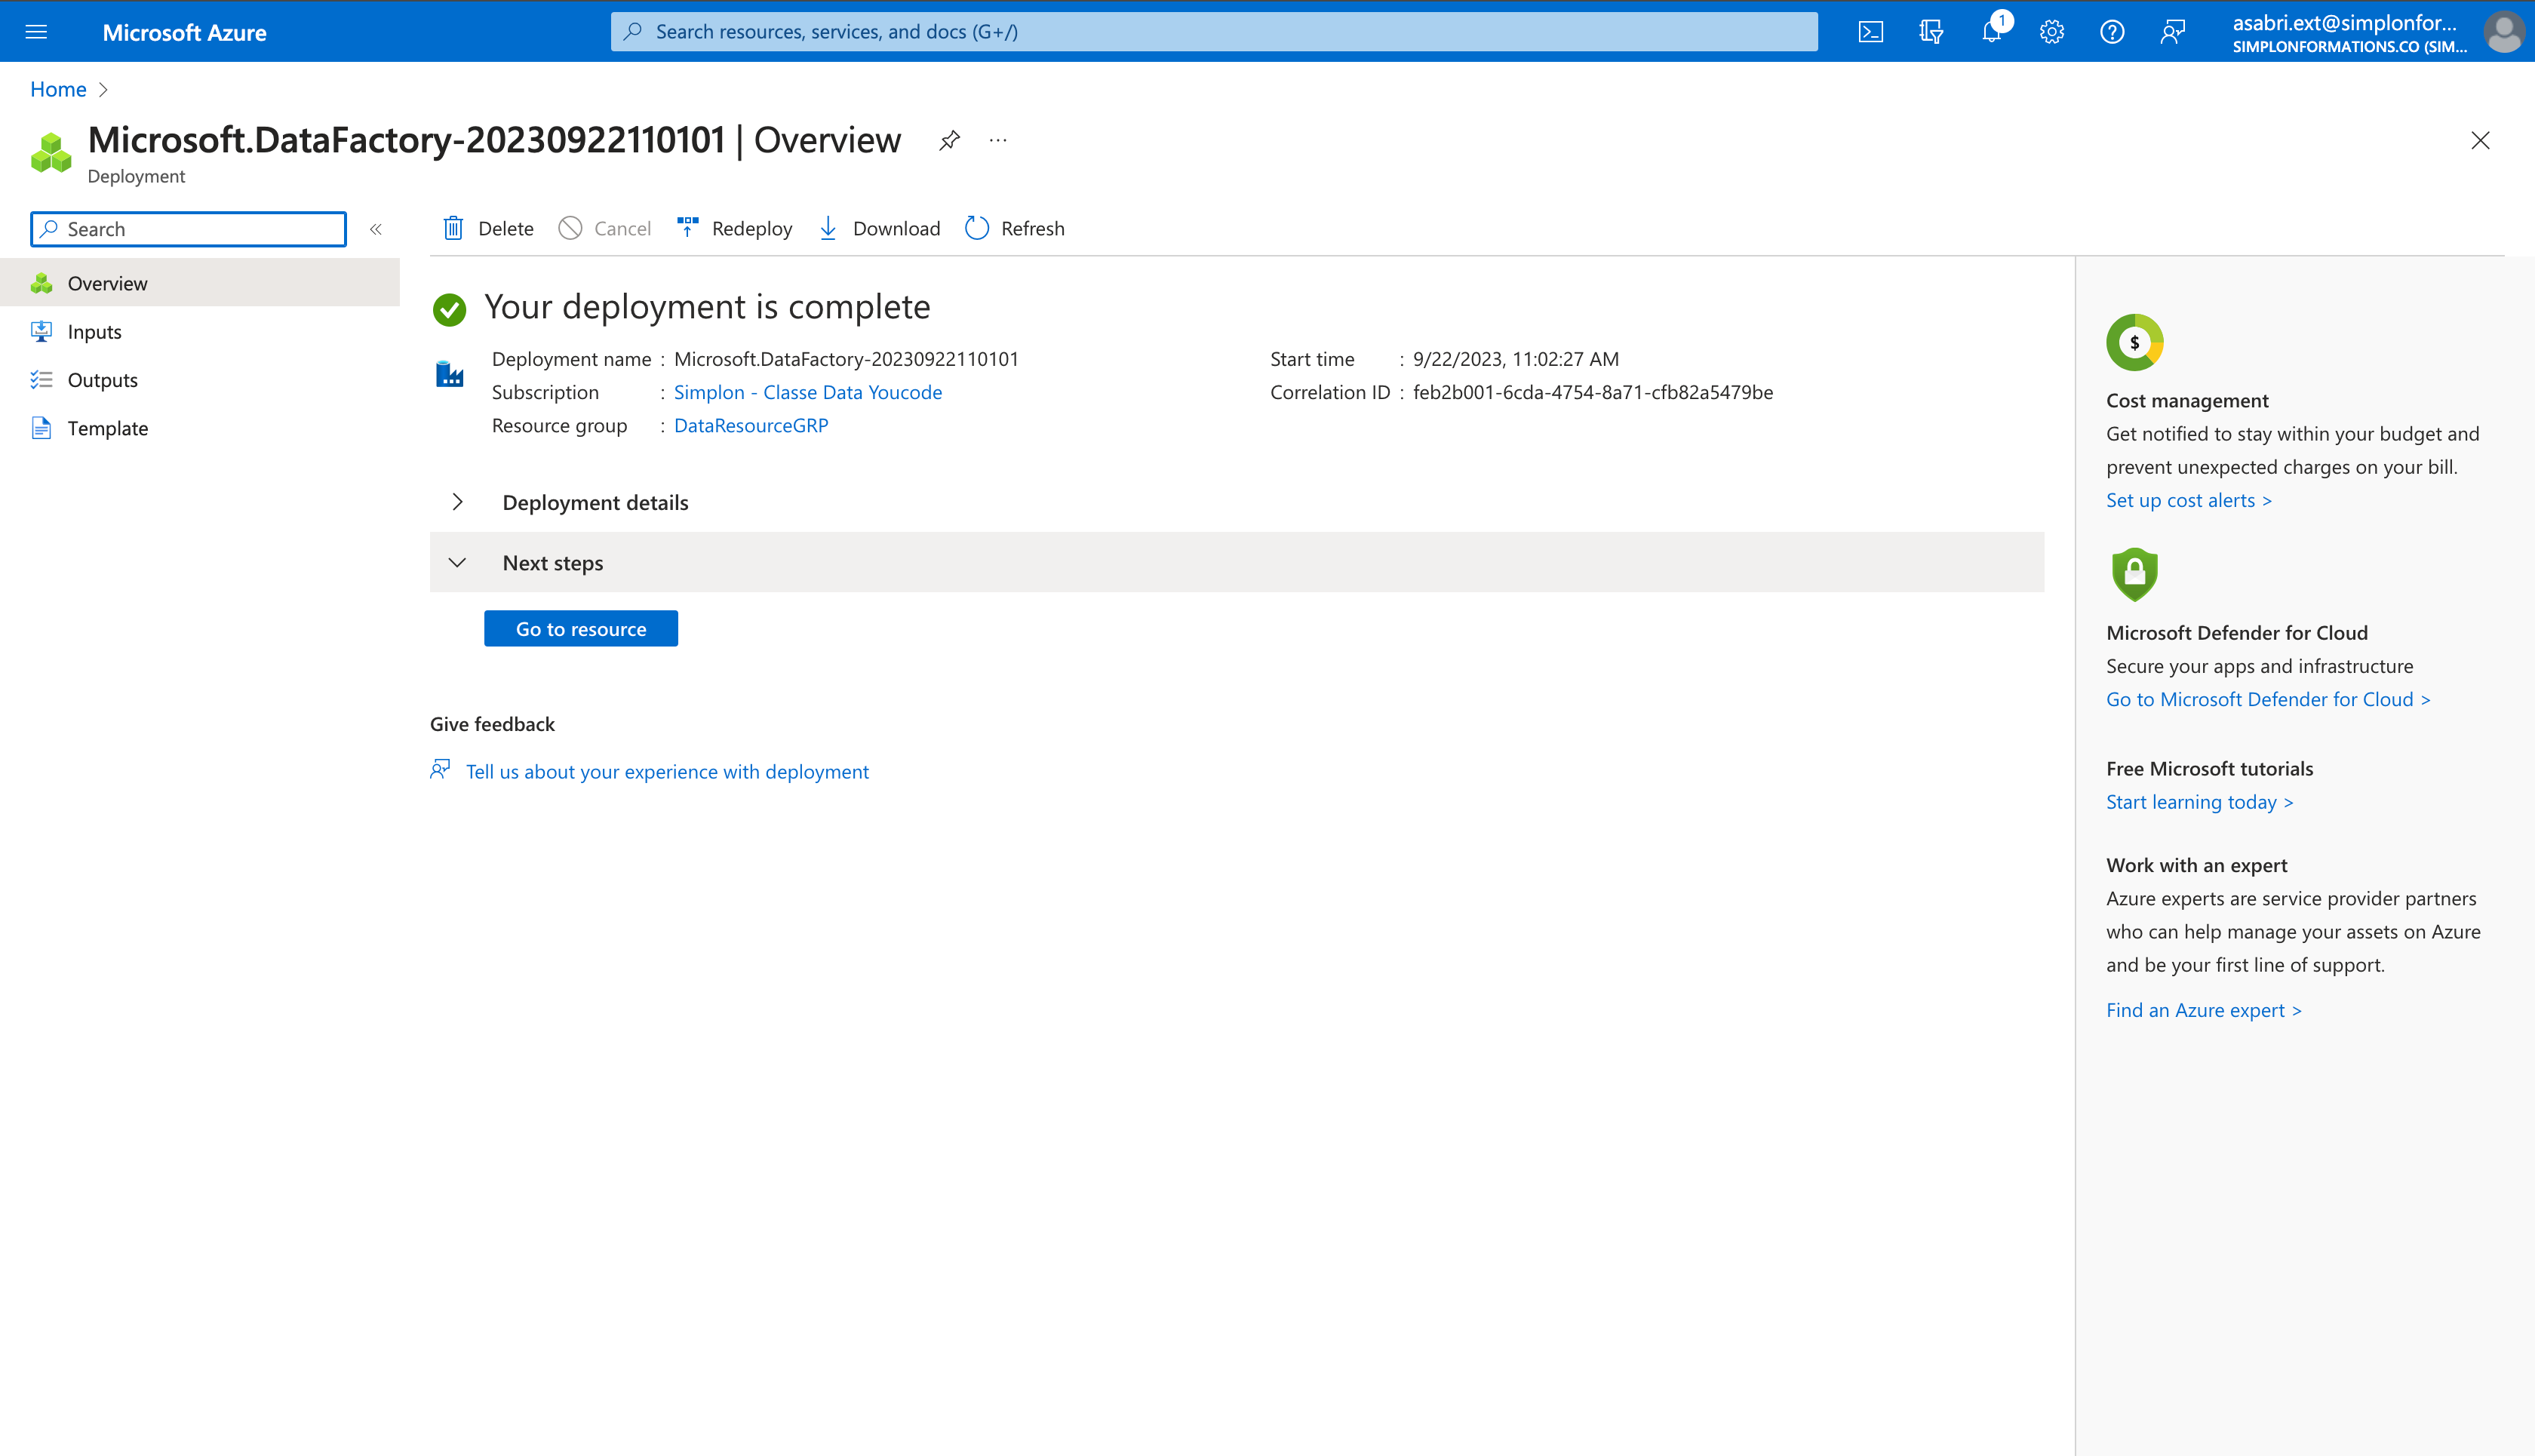 Microsoft Azure
Search resources, services, and docs (G+/)
1
asabri.ext@simplonfor...
SIMPLONFORMATIONS.CO (SIM...
Home >
Microsoft.DataFactory-20230922110101 | Overview
Deployment
Search
Delete
Cancel
Redeploy
Download
Refresh
Overview
Inputs
Outputs
Template
Your deployment is complete
Deployment name : Microsoft.DataFactory-20230922110101
Subscription : Simplon - Classe Data Youcode
Resource group : DataResourceGRP
Start time : 9/22/2023, 11:02:27 AM
Correlation ID : feb2b001-6cda-4754-8a71-cfb82a5479be
Deployment details
Next steps
Go to resource
Give feedback
Tell us about your experience with deployment
$
Cost management
Get notified to stay within your budget and
prevent unexpected charges on your bill.
Set up cost alerts >
Microsoft Defender for Cloud
Secure your apps and infrastructure
Go to Microsoft Defender for Cloud >
Free Microsoft tutorials
Start learning today >
Work with an expert
Azure experts are service provider partners
who can help manage your assets on Azure
and be your first line of support.
Find an Azure expert >